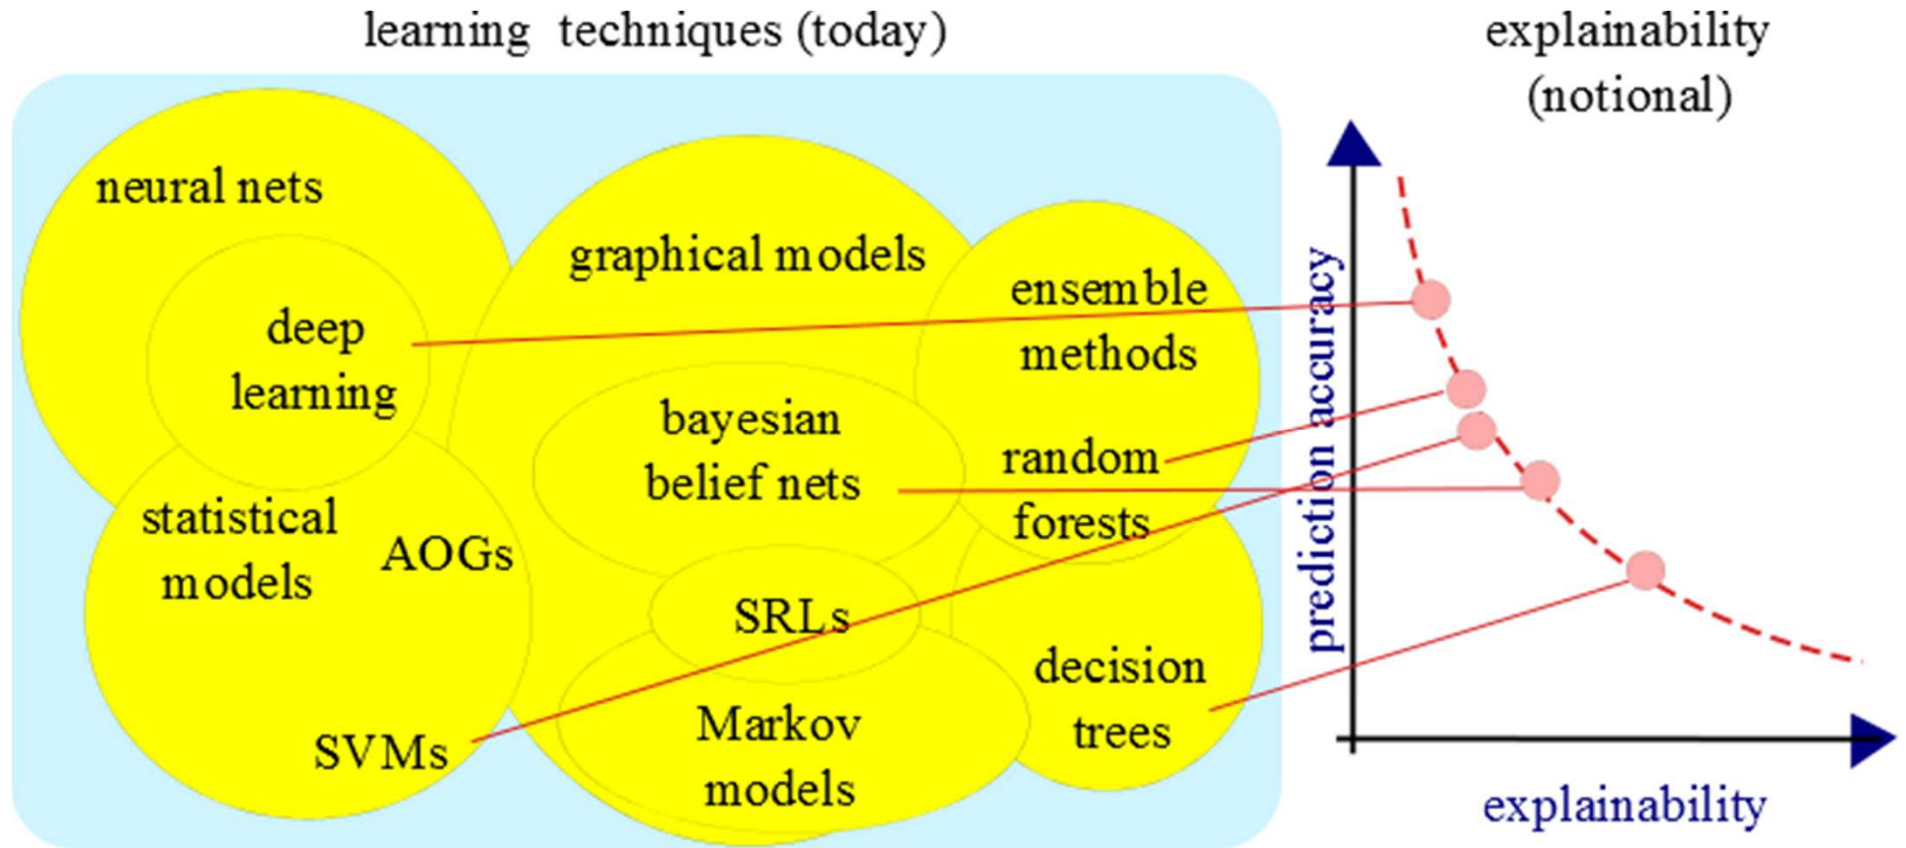 learning techniques (today)
explainability
(notional)
neural nets
deep
learning
statistical
models
AOGs
SVMs
graphical models
bayesian
belief nets
SRLs
Markov
models
ensemble
methods
random
forests
decision
trees
prediction accuracy
explainability